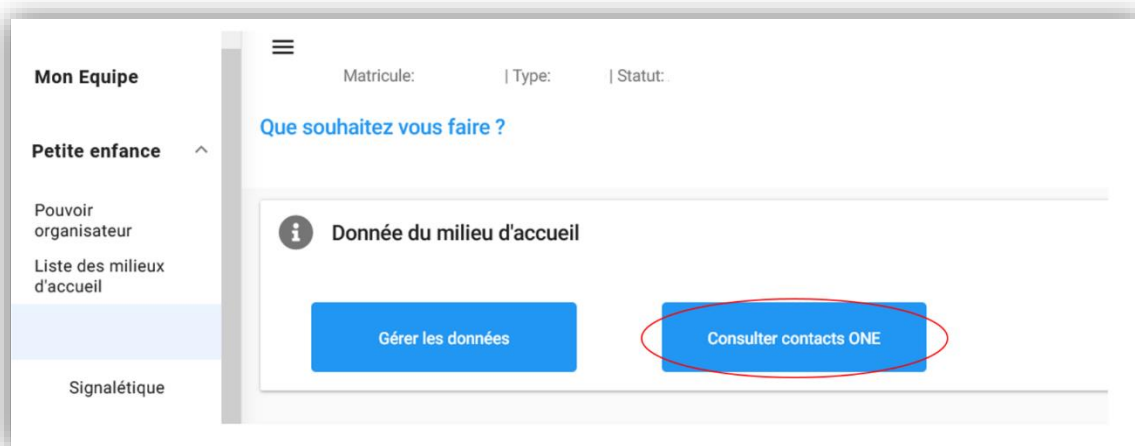 Mon Equipe
Petite enfance
Pouvoir
organisateur
Liste des milieux
d'accueil
Signalétique
Matricule: | Type: | Statut:
Que souhaitez vous faire ?
Donnée du milieu d'accueil
Gérer les données
Consulter contacts ONE